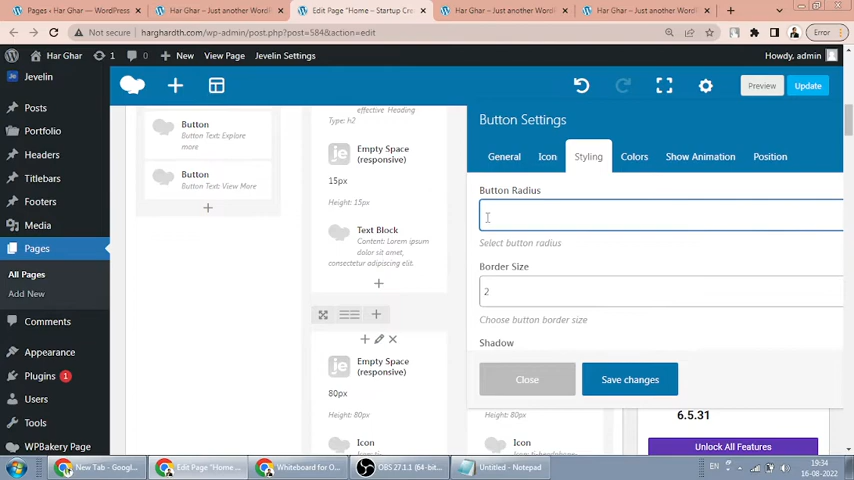 Pages ‹ Har Ghar — WordPress
Har Ghar – Just another WordP
Edit Page "Home – Startup Cre
Har Ghar – Just another WordP
Har Ghar – Just another WordP
Not secure
harghardth.com/wp-admin/post.php?post=584&action=edit
Error
Har Ghar
1
0
New
View Page
Jevelin Settings
Howdy, admin
Jevelin
Posts
Portfolio
Headers
Titlebars
Footers
Media
Pages
All Pages
Add New
Comments
Appearance
Plugins 1
Users
Tools
WPBakery Page
Preview
Update
Button
Button Text: Explore
more
Button
Button Text: View More
effective Heading
Type: h2
Empty Space
(responsive)
15px
Height: 15px
Text Block
Content: Lorem ipsum
dolor sit amet,
consectetur adipiscing elit.
Empty Space
(responsive)
80px
Height: 80px
Icon
Height: 80px
Icon
Button Settings
General
Icon
Styling
Colors
Show Animation
Position
Button Radius
Select button radius
Border Size
2
Choose button border size
Shadow
Close
Save changes
6.5.31
Unlock All Features
New Tab - Googl...
Edit Page "Home ...
Whiteboard for O...
OBS 27.1.1 (64-bit...
Untitled - Notepad
EN
19:34
16-08-2022